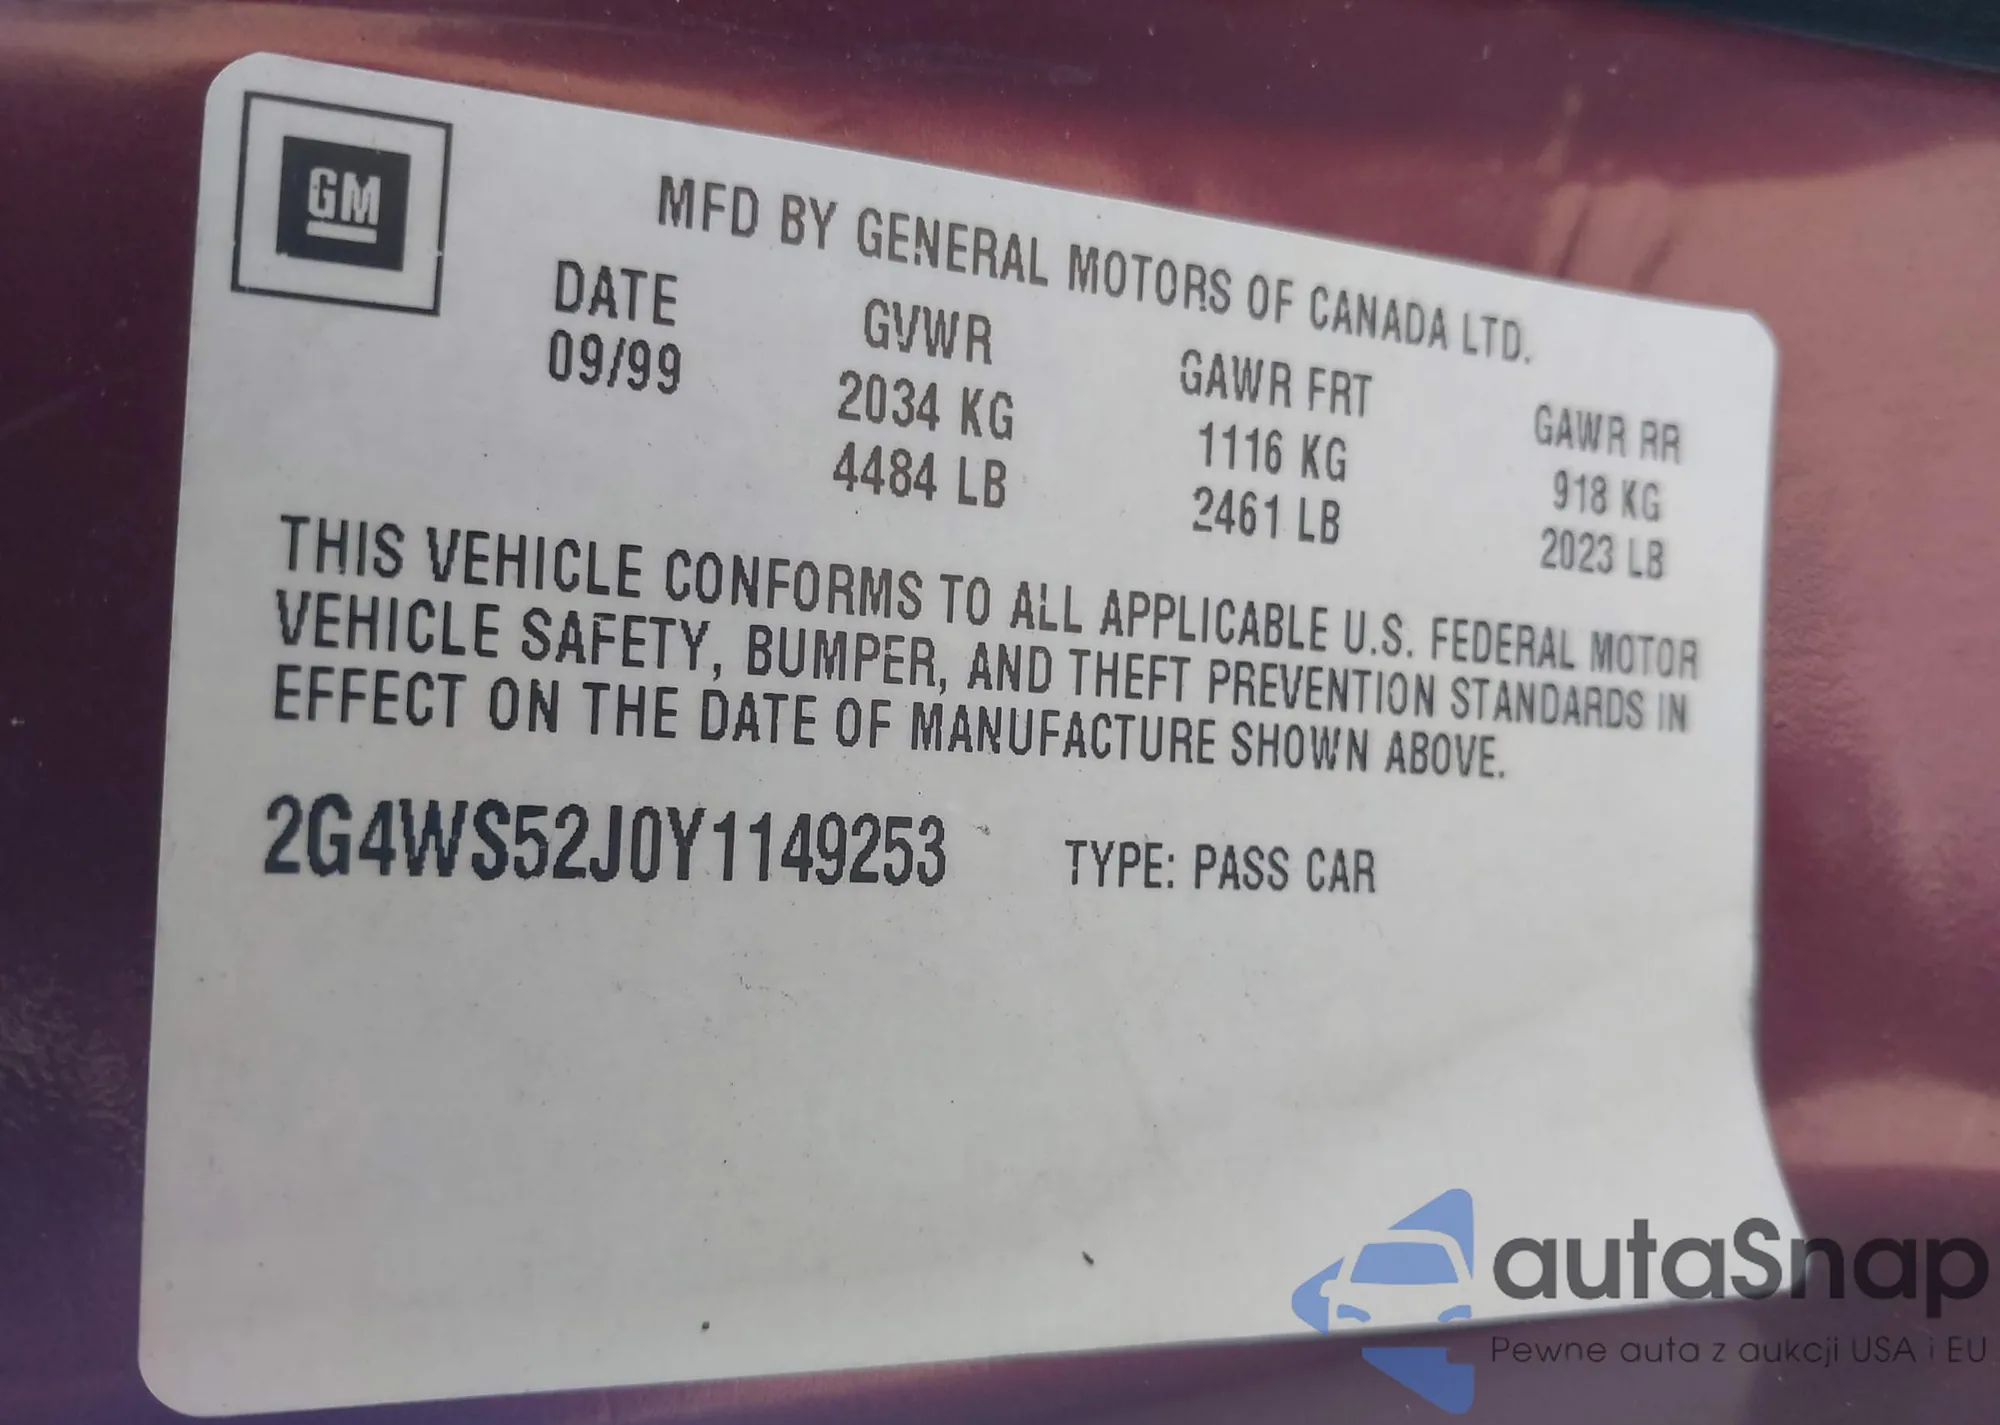 GM
MFD BY GENERAL MOTORS OF CANADA LTD.
DATE GVWR GAWR FRT GAWR RR
09/99 2034 KG 1116 KG 918 KG
4484 LB 2461 LB 2023 LB
THIS VEHICLE CONFORMS TO ALL APPLICABLE U.S. FEDERAL MOTOR
VEHICLE SAFETY, BUMPER, AND THEFT PREVENTION STANDARDS IN
EFFECT ON THE DATE OF MANUFACTURE SHOWN ABOVE.
2G4WS52J0Y1149253 TYPE: PASS CAR
autaSnap
Pewne auta z aukcji USA i EU